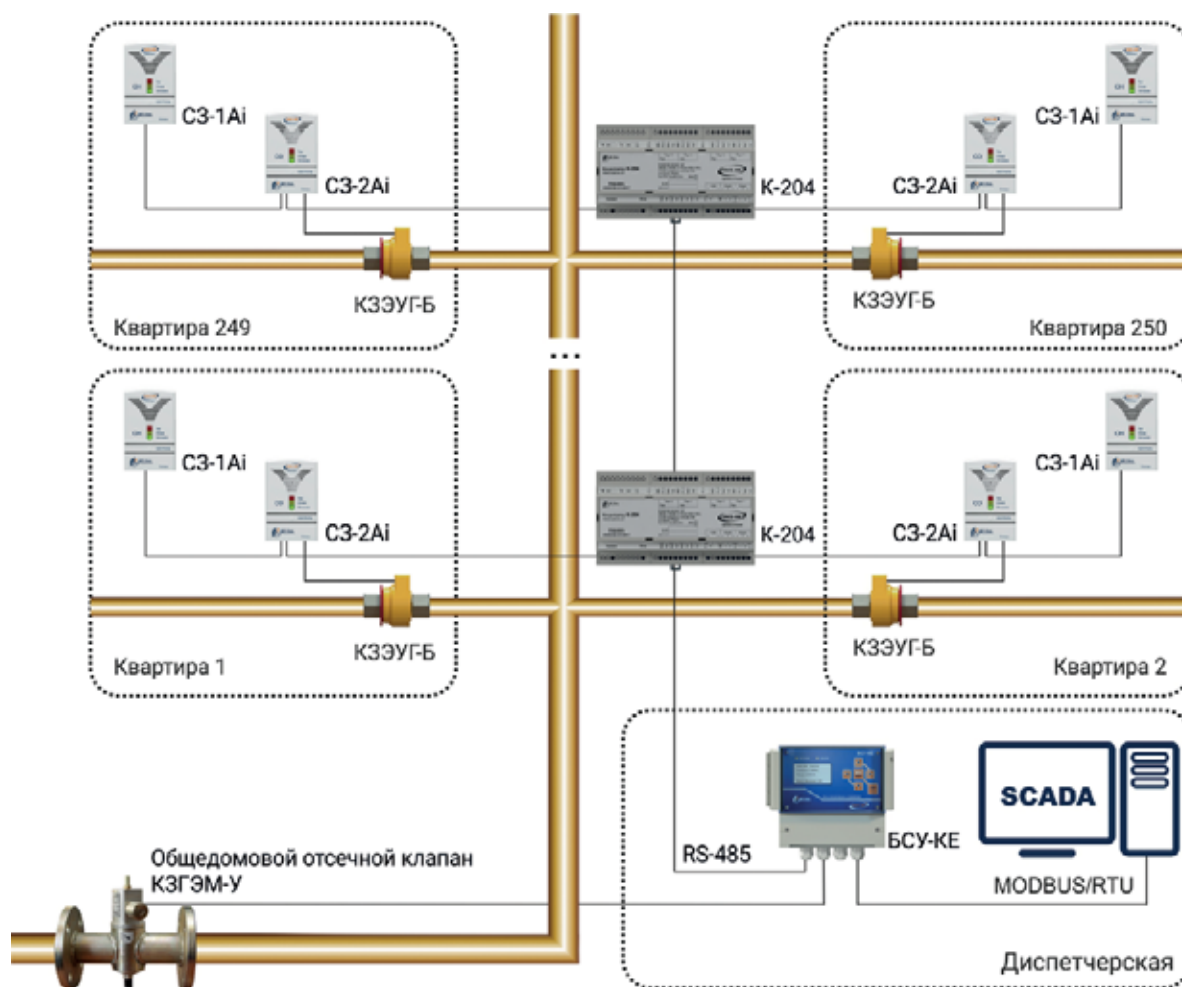 СЗ-1Ai
СЗ-2Ai
КЗЭУГ-Б
Квартира 249
К-204
СЗ-1Ai
СЗ-2Ai
КЗЭУГ-Б
Квартира 250
...
СЗ-1Ai
СЗ-2Ai
КЗЭУГ-Б
Квартира 1
К-204
СЗ-1Ai
СЗ-2Ai
КЗЭУГ-Б
Квартира 2
Общедомовой отсечной клапан
КЗГЭМ-У
RS-485
БСУ-КЕ
SCADA
MODBUS/RTU
Диспетчерская